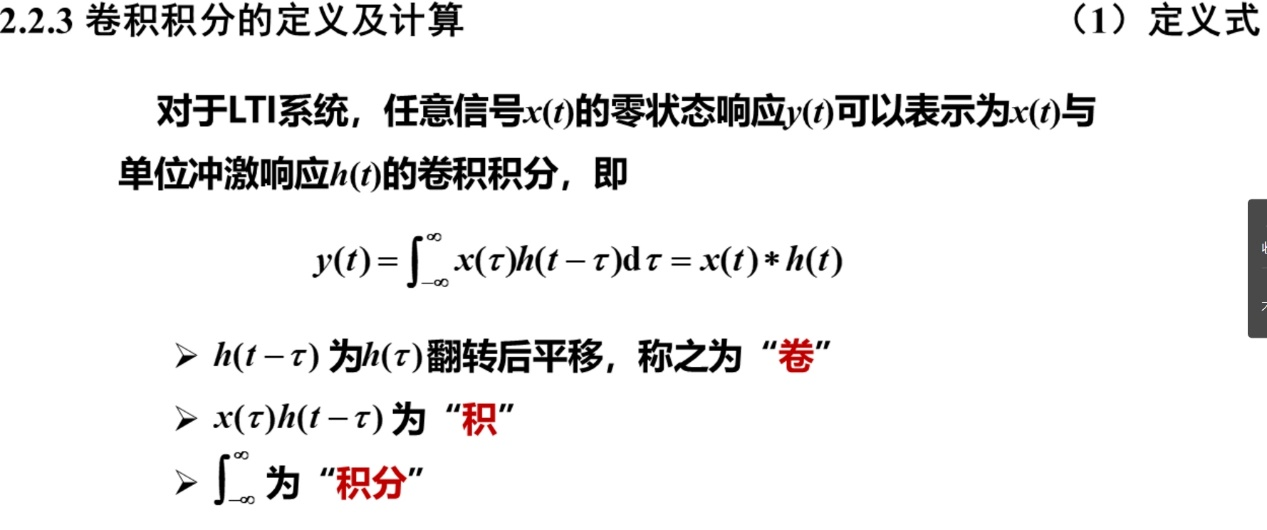 2.2.3 卷积积分的定义及计算 （1）定义式
对于LTI系统，任意信号x(t)的零状态响应y(t)可以表示为x(t)与
单位冲激响应h(t)的卷积积分，即
y(t) = ∫_{-∞}^{∞} x(τ)h(t − τ)dτ = x(t) * h(t)
➢ h(t − τ) 为h(τ)翻转后平移，称之为“卷”
➢ x(τ)h(t − τ) 为“积”
➢ ∫_{-∞}^{∞} 为“积分”